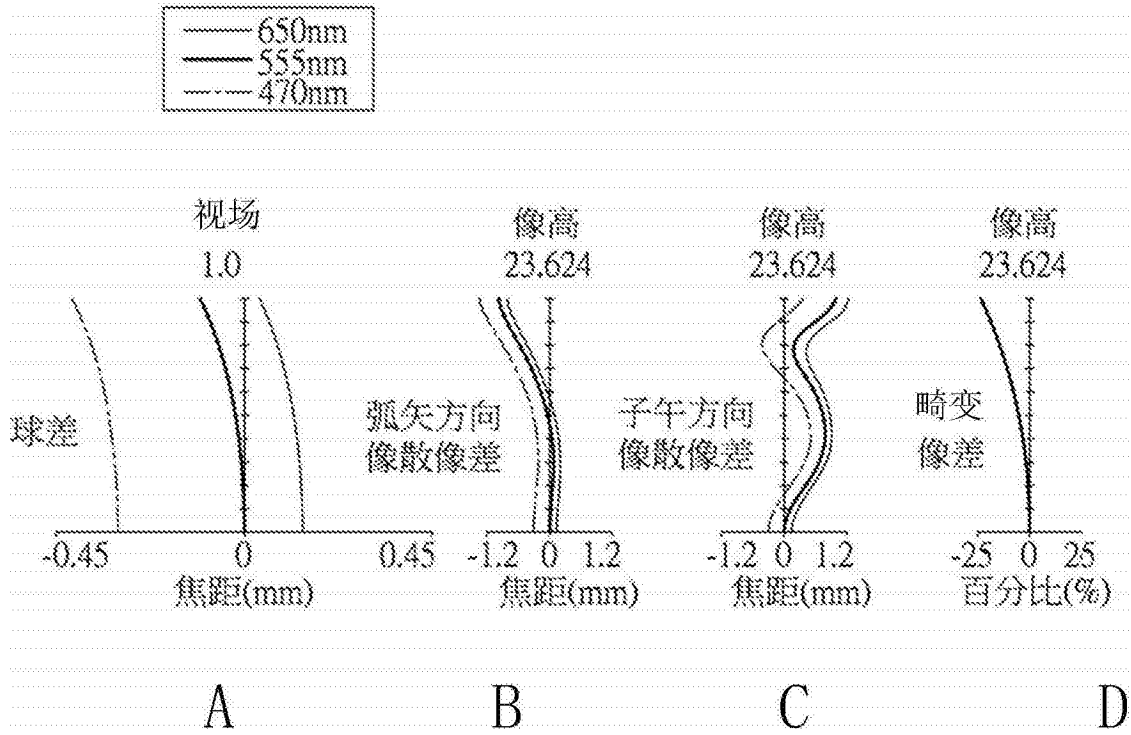 650nm
555nm
470nm
视场
1.0
球差
-0.45 0 0.45
焦距(mm)
A
像高
23.624
弧矢方向
像散像差
-1.2 0 1.2
焦距(mm)
B
像高
23.624
子午方向
像散像差
-1.2 0 1.2
焦距(mm)
C
像高
23.624
畸变
像差
-25 0 25
百分比(%)
D